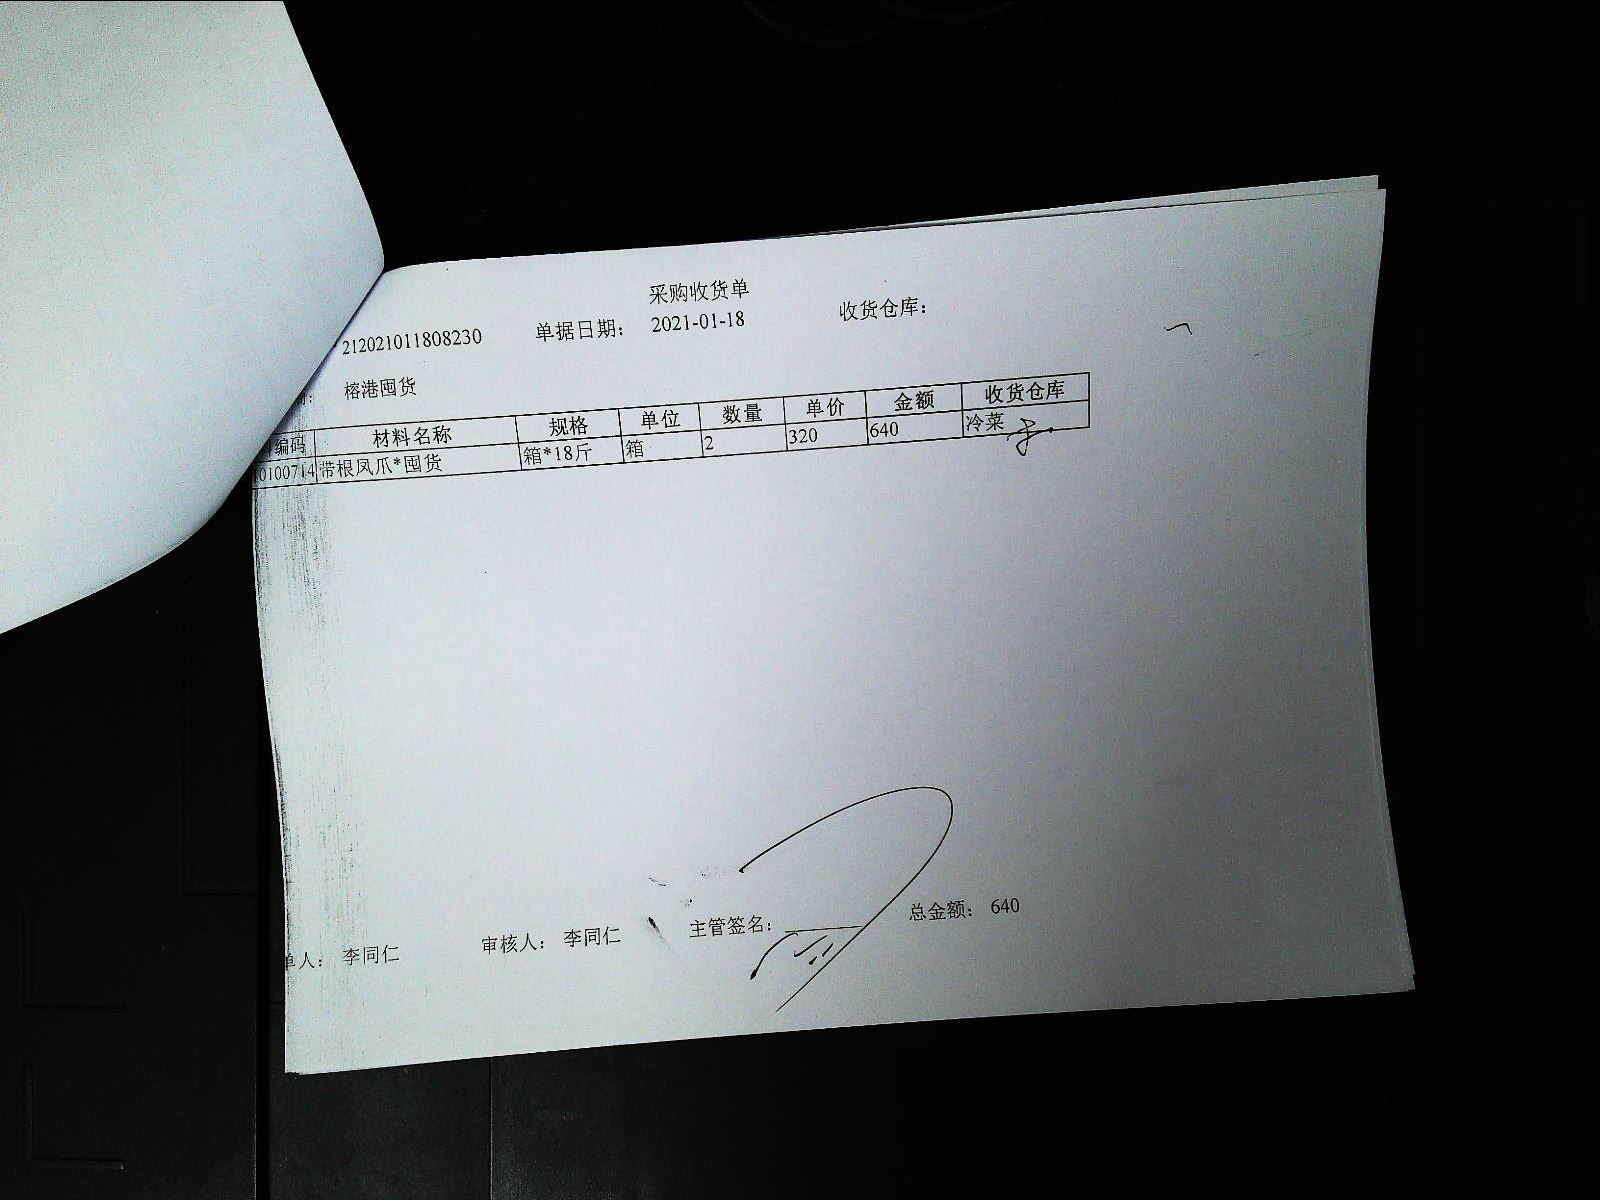 采购收货单
212021011808230 单据日期： 2021-01-18 收货仓库：
榕港囤货
编码 材料名称 规格 单位 数量 单价 金额 收货仓库
0100714 带根凤爪*囤货 箱*18斤 箱 2 320 640 冷菜
单人： 李同仁 审核人： 李同仁 主管签名： 总金额： 640